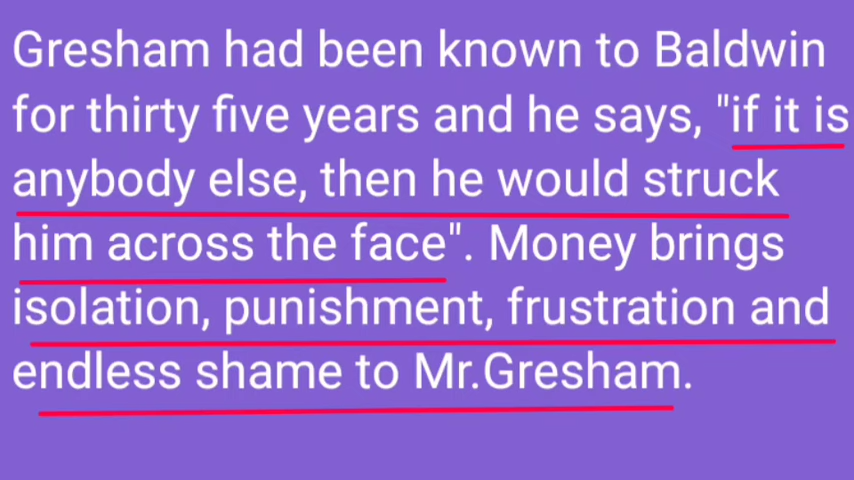 Gresham had been known to Baldwin
for thirty five years and he says, "if it is
anybody else, then he would struck
him across the face". Money brings
isolation, punishment, frustration and
endless shame to Mr.Gresham.